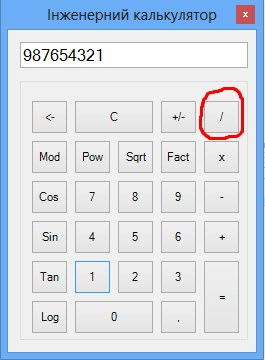 Інженерний калькулятор x
987654321
<- C +/- /
Mod Pow Sqrt Fact x
Cos 7 8 9 -
Sin 4 5 6 +
Tan 1 2 3 =
Log 0 ,